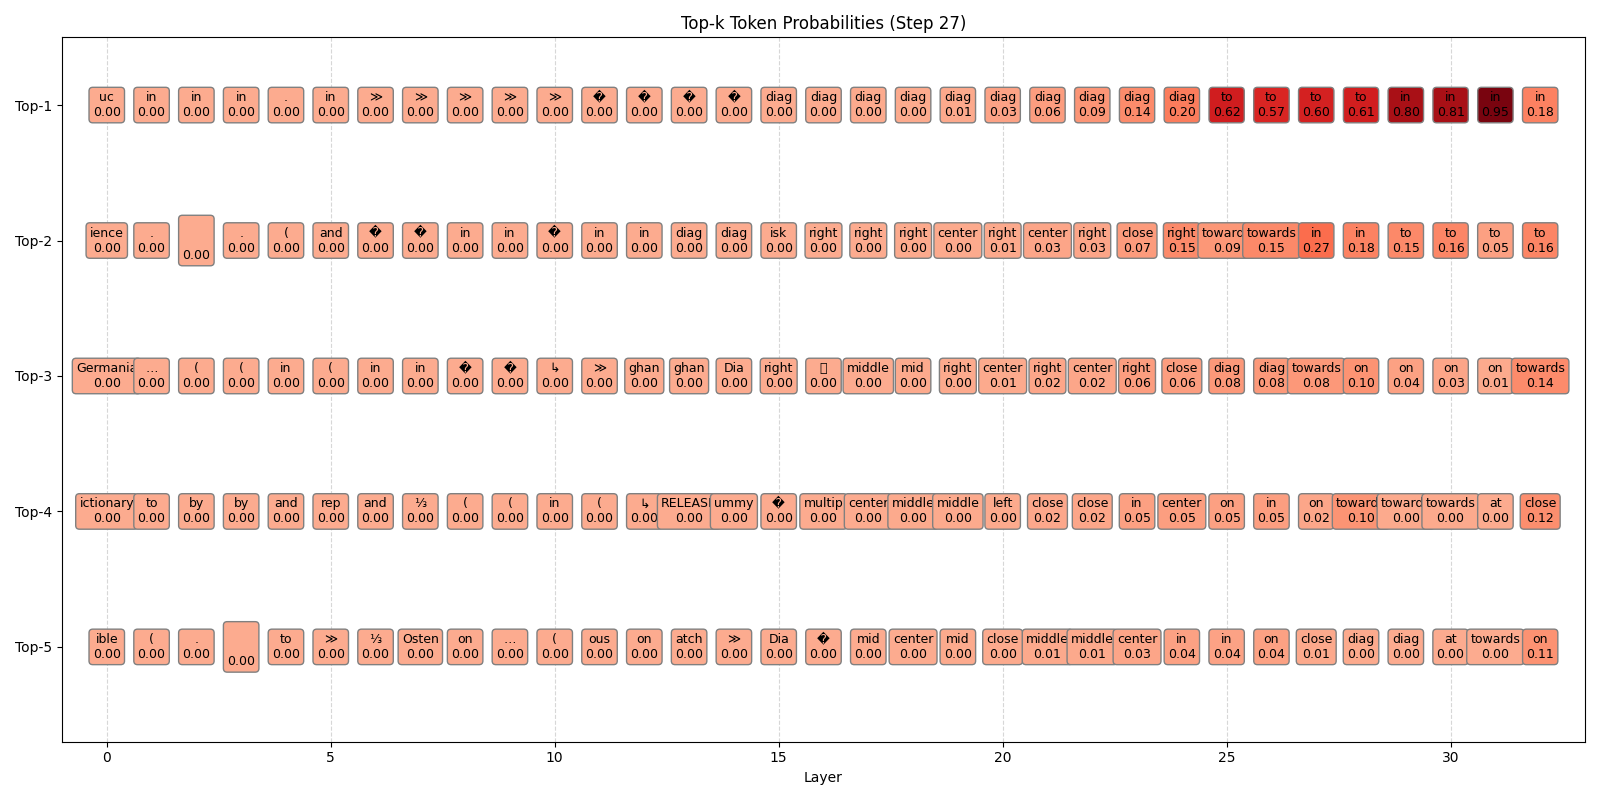 Top-k Token Probabilities (Step 27)
uc in in in . in ≫ ≫ ≫ ≫ ≫ � � � � diag diag diag diag diag diag diag diag diag diag to to to to in in in in
Top-1 0.00 0.00 0.00 0.00 0.00 0.00 0.00 0.00 0.00 0.00 0.00 0.00 0.00 0.00 0.00 0.00 0.00 0.00 0.00 0.01 0.03 0.06 0.09 0.14 0.20 0.62 0.57 0.60 0.61 0.80 0.81 0.95 0.18
ience . . ( and � � in in � in in diag diag isk right right right center right center right close right toward towards in in to to to to
Top-2 0.00 0.00 0.00 0.00 0.00 0.00 0.00 0.00 0.00 0.00 0.00 0.00 0.00 0.00 0.00 0.00 0.00 0.00 0.00 0.00 0.01 0.03 0.03 0.07 0.15 0.09 0.15 0.27 0.18 0.15 0.16 0.05 0.16
Germania ... ( ( in ( in in � � ↳ ≫ ghan ghan Dia right middle mid right center right center right close diag diag towards on on on on towards
Top-3 0.00 0.00 0.00 0.00 0.00 0.00 0.00 0.00 0.00 0.00 0.00 0.00 0.00 0.00 0.00 0.00 0.00 0.00 0.00 0.00 0.01 0.02 0.02 0.06 0.06 0.08 0.08 0.08 0.10 0.04 0.03 0.01 0.14
ictionary to by by and rep and ⅓ ( ( in ( ↳ RELEAS ummy � multip center middle middle left close close in center on in on toward toward towards at close
Top-4 0.00 0.00 0.00 0.00 0.00 0.00 0.00 0.00 0.00 0.00 0.00 0.00 0.00 0.00 0.00 0.00 0.00 0.00 0.00 0.00 0.00 0.02 0.02 0.05 0.05 0.05 0.05 0.02 0.10 0.00 0.00 0.00 0.12
ible ( . to ≫ ⅓ Osten on ... ( ous on atch ≫ Dia � mid center mid close middle middle center in in on close diag diag at towards on
Top-5 0.00 0.00 0.00 0.00 0.00 0.00 0.00 0.00 0.00 0.00 0.00 0.00 0.00 0.00 0.00 0.00 0.00 0.00 0.00 0.00 0.00 0.01 0.01 0.03 0.04 0.04 0.04 0.01 0.00 0.00 0.00 0.00 0.11
0 5 10 15 20 25 30
Layer